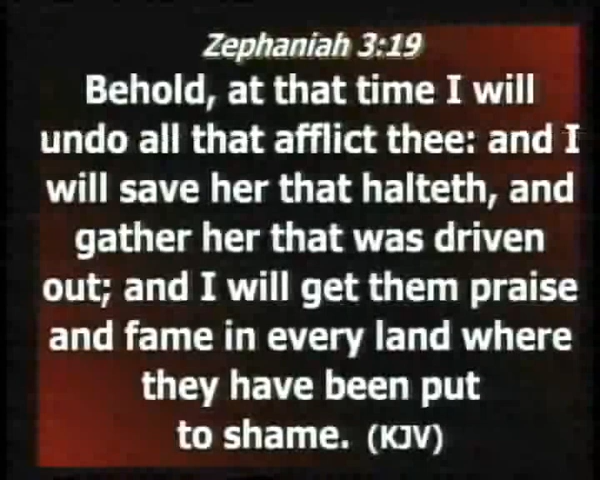 Zephaniah 3:19
Behold, at that time I will
undo all that afflict thee: and I
will save her that halteth, and
gather her that was driven
out; and I will get them praise
and fame in every land where
they have been put
to shame. (KJV)